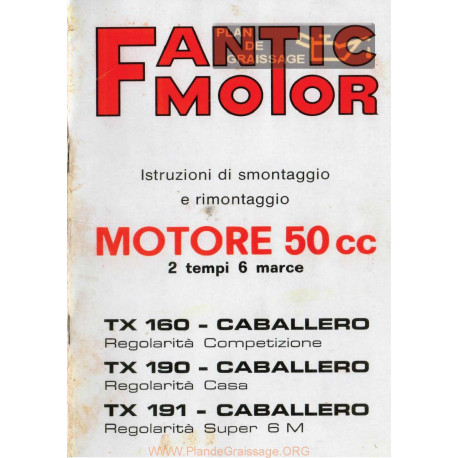 FANTIC
MOTOR
PLAN
DE
GRAISSAGE
Istruzioni di smontaggio
e rimontaggio
MOTORE 50 cc
2 tempi 6 marce
TX 160 - CABALLERO
Regolarità Competizione
TX 190 - CABALLERO
Regolarità Casa
TX 191 - CABALLERO
Regolarità Super 6 M
www.PlandeGraissage.ORG